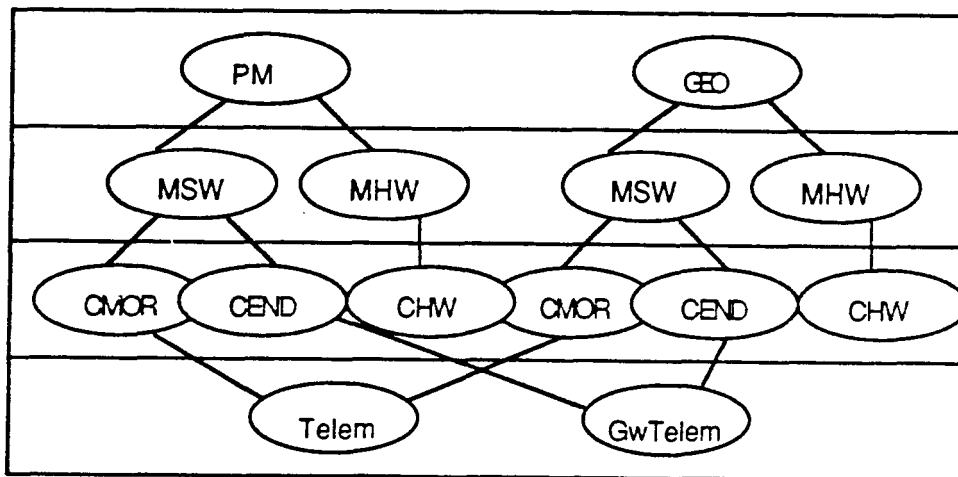 PM GEO
MSW MHW MSW MHW
CMOR CEND CHW CMOR CEND CHW
Telem GwTelem